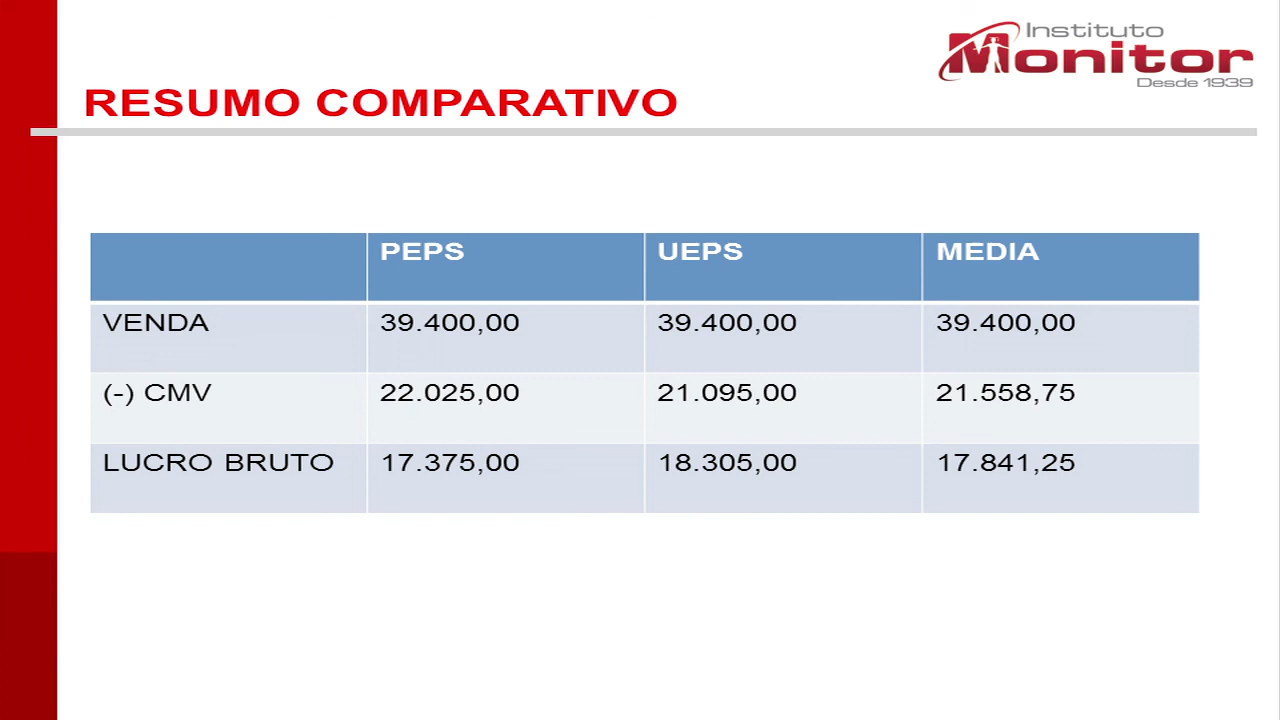 Instituto
Monitor
Desde 1939
RESUMO COMPARATIVO
PEPS UEPS MEDIA
VENDA 39.400,00 39.400,00 39.400,00
(-) CMV 22.025,00 21.095,00 21.558,75
LUCRO BRUTO 17.375,00 18.305,00 17.841,25